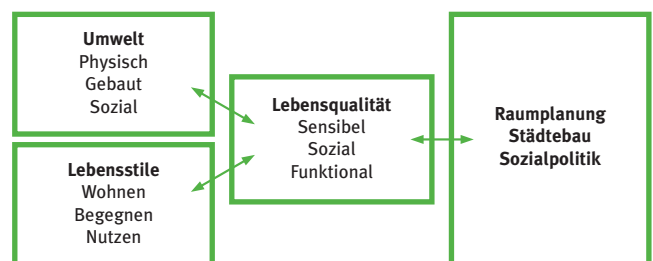 Umwelt
Physisch
Gebaut
Sozial
Lebensstile
Wohnen
Begegnen
Nutzen
Lebensqualität
Sensibel
Sozial
Funktional
Raumplanung
Städtebau
Sozialpolitik